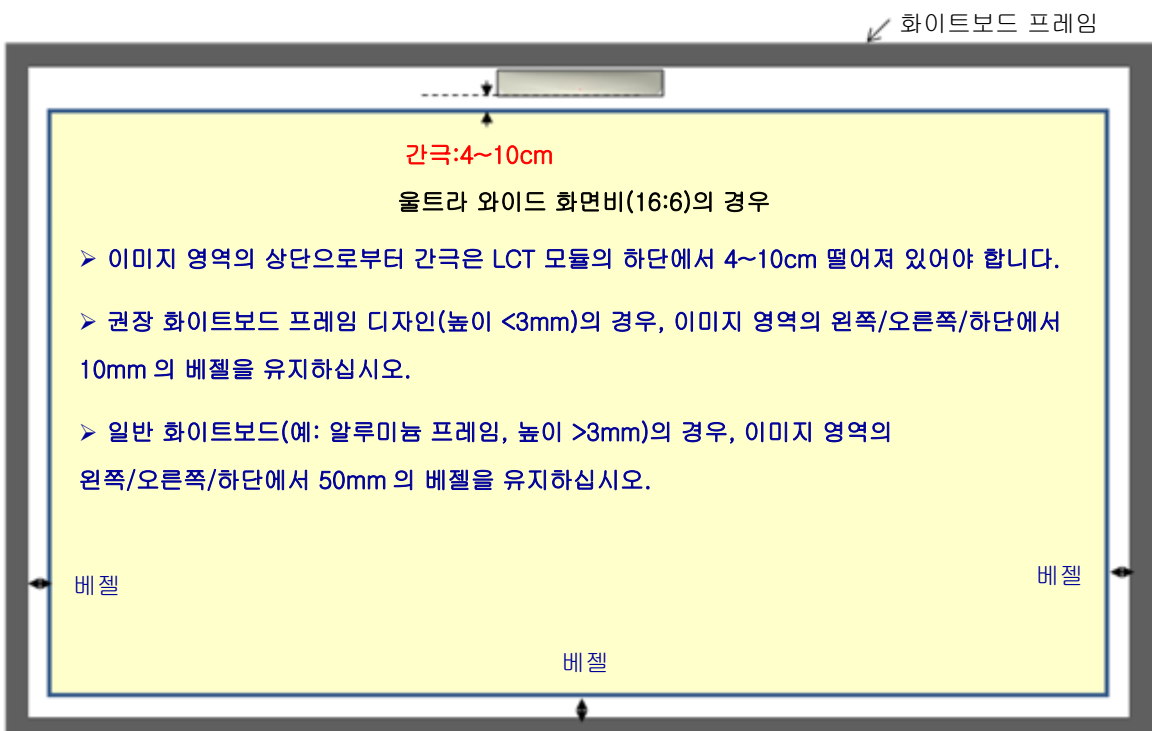 화이트보드 프레임
간극:4~10cm
울트라 와이드 화면비(16:6)의 경우
➢ 이미지 영역의 상단으로부터 간극은 LCT 모듈의 하단에서 4~10cm 떨어져 있어야 합니다.
➢ 권장 화이트보드 프레임 디자인(높이 <3mm)의 경우, 이미지 영역의 왼쪽/오른쪽/하단에서
10mm 의 베젤을 유지하십시오.
➢ 일반 화이트보드(예: 알루미늄 프레임, 높이 >3mm)의 경우, 이미지 영역의
왼쪽/오른쪽/하단에서 50mm 의 베젤을 유지하십시오.
베젤
베젤
베젤